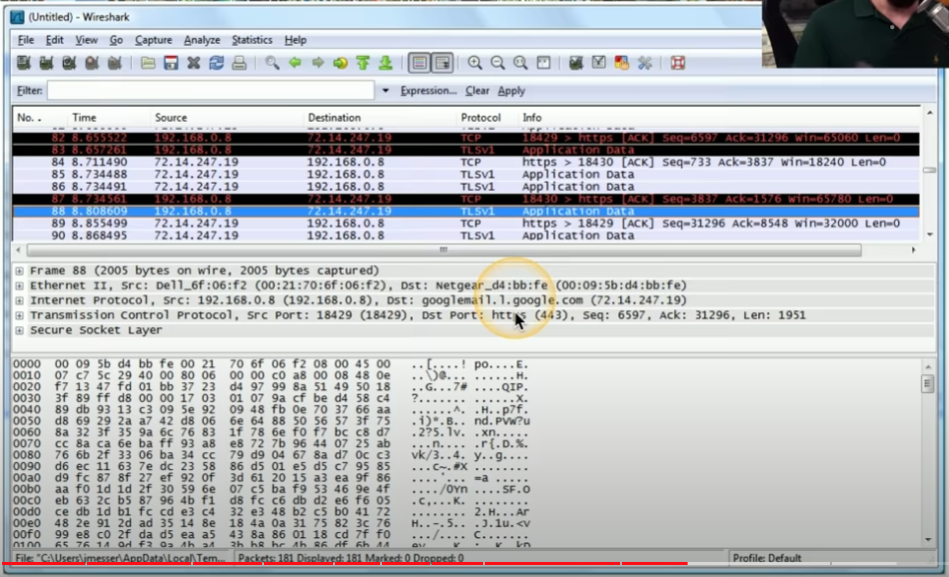 (Untitled) - Wireshark
File Edit View Go Capture Analyze Statistics Help
Filter: Expression... Clear Apply
No. . Time Source Destination Protocol Info
82 8.655522 192.168.0.8 72.14.247.19 TCP 18429 > https [ACK] Seq=6597 Ack=31296 Win=65060 Len=0
83 8.657261 192.168.0.8 72.14.247.19 TLSv1 Application Data
84 8.711490 72.14.247.19 192.168.0.8 TCP https > 18430 [ACK] Seq=733 Ack=3837 Win=18240 Len=0
85 8.734488 72.14.247.19 192.168.0.8 TLSv1 Application Data
86 8.734491 72.14.247.19 192.168.0.8 TLSv1 Application Data
87 8.734561 192.168.0.8 72.14.247.19 TCP 18430 > https [ACK] Seq=3837 Ack=1576 Win=65780 Len=0
88 8.808609 192.168.0.8 72.14.247.19 TLSv1 Application Data
89 8.855499 72.14.247.19 192.168.0.8 TCP https > 18429 [ACK] Seq=31296 Ack=8548 Win=32000 Len=0
90 8.868495 72.14.247.19 192.168.0.8 TLSv1 Application Data
Frame 88 (2005 bytes on wire, 2005 bytes captured)
Ethernet II, Src: Dell_6f:06:f2 (00:21:70:6f:06:f2), Dst: Netgear_d4:bb:fe (00:09:5b:d4:bb:fe)
Internet Protocol, Src: 192.168.0.8 (192.168.0.8), Dst: googlemail.l.google.com (72.14.247.19)
Transmission Control Protocol, Src Port: 18429 (18429), Dst Port: https (443), Seq: 6597, Ack: 31296, Len: 1951
Secure Socket Layer
0000 00 09 5b d4 bb fe 00 21 70 6f 06 f2 08 00 45 00 ..[....! po....E.
0010 07 c7 5c 29 40 00 80 06 00 00 c0 a8 00 08 48 0e ..\)@... ......H.
0020 f7 13 47 fd 01 bb 37 23 d4 97 99 8a 51 49 50 18 ..G...7# ....QIP.
0030 3f 89 ff d8 00 00 17 03 01 07 9a cf be d4 58 c4 ?....... ......X.
0040 89 db 93 13 c3 09 5e 92 09 48 fb 0e 70 37 66 aa ......^. .H..p7f.
0050 d8 69 29 2a a7 42 d8 06 6e 64 88 50 56 57 3f 75 .i)*.B.. nd.PVW?u
0060 8a 32 3f 35 9a 6c 76 83 1f 78 6e f0 f7 bc c8 d7 .2?5.lv. .xn.....
0070 cc 8a ca 6e ba ff 93 a8 e8 72 7b 96 44 07 25 ab ...n.... .r{.D.%.
0080 76 6b 2f 33 06 ba 34 cc 79 d9 04 67 8a d7 0c c3 vk/3..4. y..g....
0090 d6 ec 11 63 7e dc 23 58 86 d5 01 e5 d5 c7 95 85 ...c~.#X ........
00a0 d9 fc 87 8f 27 ef 92 0f 3d 61 20 15 a3 ea 9f 86 ....'... =a .....
00b0 aa f0 1d 1d 2f 30 59 6e 07 c5 ba f9 53 46 9e 4f ..../0Yn ....SF.O
00c0 eb 63 2c b5 87 96 4b f1 d8 fc c6 db d2 e6 f6 05 .c,...K. ........
00d0 ce db 1d b1 fc cd e3 c4 32 e3 48 b2 c5 b0 41 72 ........ 2.H...Ar
00e0 48 2e 91 2d ad 35 14 8e 18 4a 0a 31 75 82 3c 76 H..-.5.. .J.1u.<v
00f0 99 e8 c0 2f da d5 ea a5 43 8a 86 01 18 cd 7f f0 .../.... C.......
File: "C:\Users\jmesser\AppData\Local\Tem... Packets: 181 Displayed: 181 Marked: 0 Dropped: 0 Profile: Default